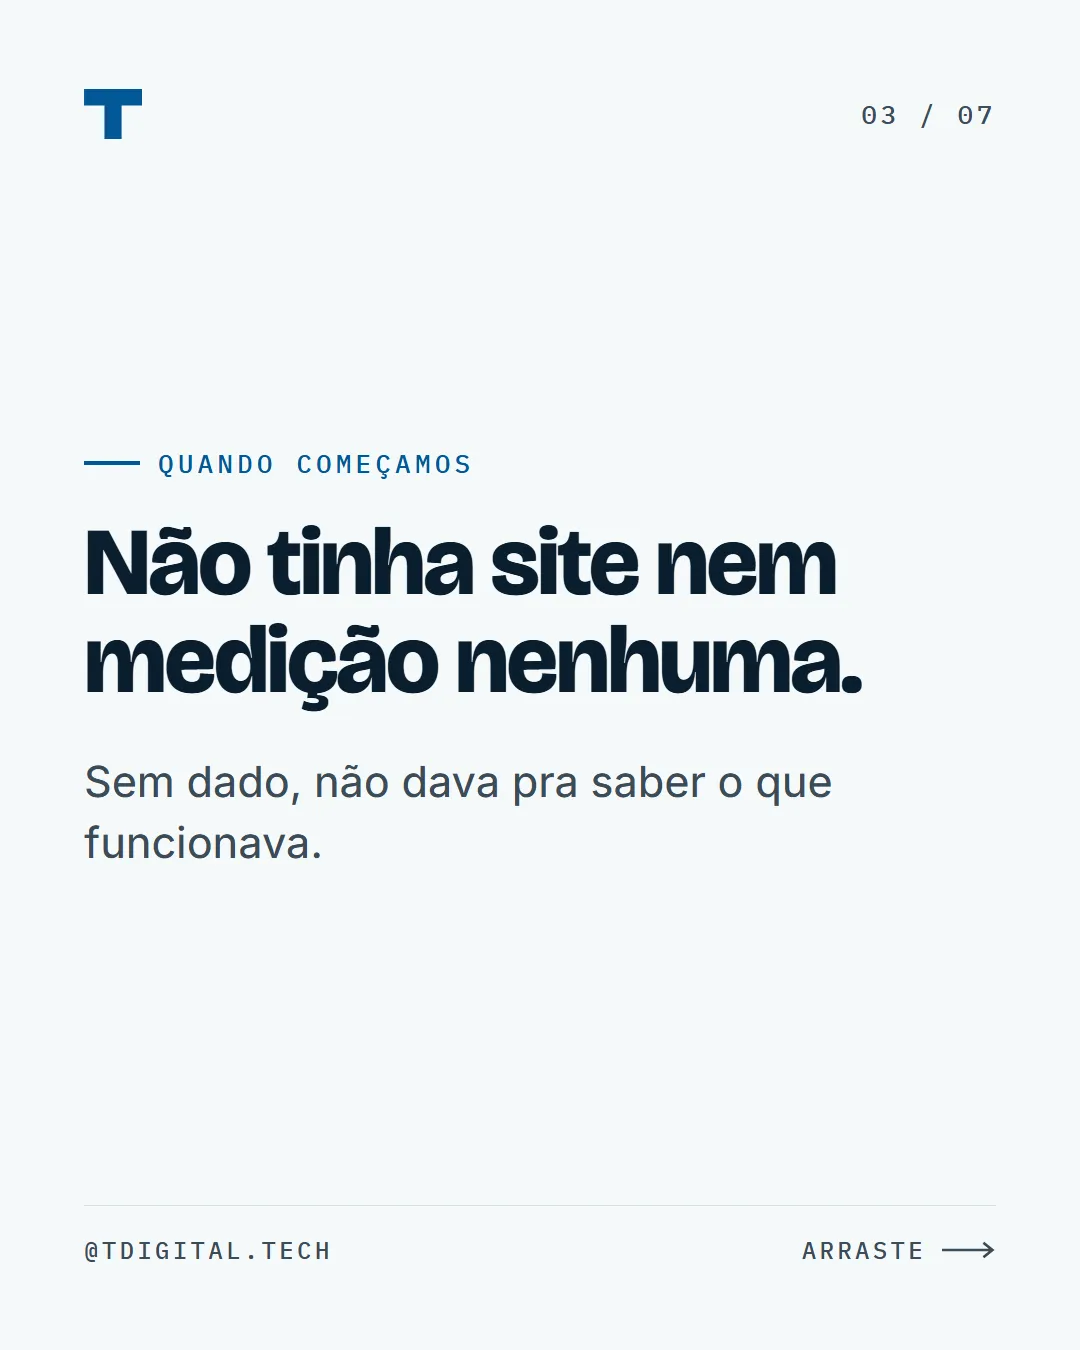 T
03 / 07
QUANDO COMEÇAMOS
Não tinha site nem
medição nenhuma.
Sem dado, não dava pra saber o que
funcionava.
@TDIGITAL.TECH
ARRASTE